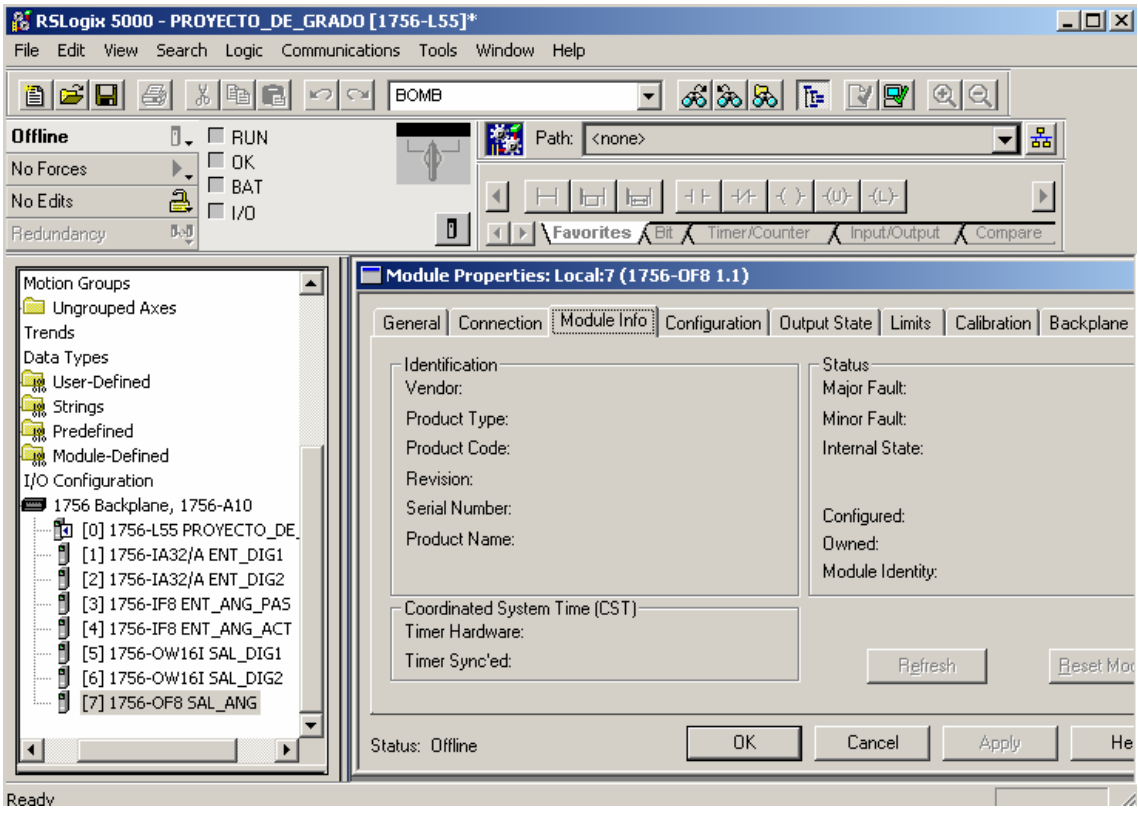 RSLogix 5000 - PROYECTO_DE_GRADO [1756-L55]*
File Edit View Search Logic Communications Tools Window Help
BOMB
Offline RUN
No Forces OK
No Edits BAT
I/O
Redundancy
Path: <none>
Favorites Bit Timer/Counter Input/Output Compare
Motion Groups
Ungrouped Axes
Trends
Data Types
User-Defined
Strings
Predefined
Module-Defined
I/O Configuration
1756 Backplane, 1756-A10
[0] 1756-L55 PROYECTO_DE_
[1] 1756-IA32/A ENT_DIG1
[2] 1756-IA32/A ENT_DIG2
[3] 1756-IF8 ENT_ANG_PAS
[4] 1756-IF8 ENT_ANG_ACT
[5] 1756-OW16I SAL_DIG1
[6] 1756-OW16I SAL_DIG2
[7] 1756-OF8 SAL_ANG
Module Properties: Local:7 (1756-OF8 1.1)
General Connection Module Info Configuration Output State Limits Calibration Backplane
Identification
Vendor:
Product Type:
Product Code:
Revision:
Serial Number:
Product Name:
Status
Major Fault:
Minor Fault:
Internal State:
Configured:
Owned:
Module Identity:
Coordinated System Time (CST)
Timer Hardware:
Timer Sync'ed:
Refresh Reset Mod
Status: Offline OK Cancel Apply He
Ready